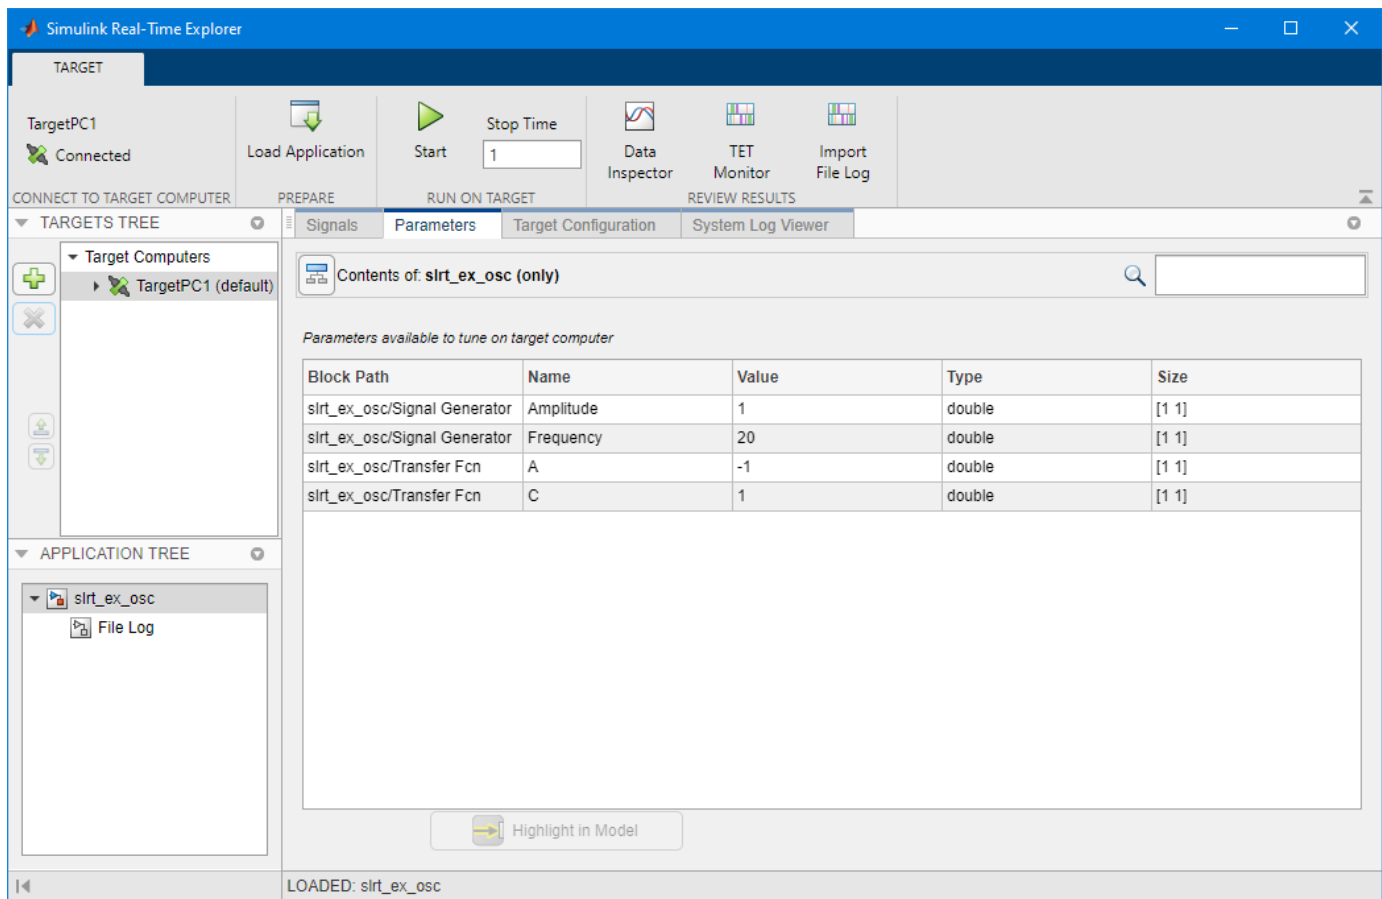 Simulink Real-Time Explorer
TARGET
TargetPC1
Connected
CONNECT TO TARGET COMPUTER
Load Application
PREPARE
Start
Stop Time
1
RUN ON TARGET
Data Inspector
TET Monitor
Import File Log
REVIEW RESULTS
TARGETS TREE
Target Computers
TargetPC1 (default)
APPLICATION TREE
slrt_ex_osc
File Log
Signals Parameters Target Configuration System Log Viewer
Contents of: slrt_ex_osc (only)
Parameters available to tune on target computer
Block Path Name Value Type Size
slrt_ex_osc/Signal Generator Amplitude 1 double [1 1]
slrt_ex_osc/Signal Generator Frequency 20 double [1 1]
slrt_ex_osc/Transfer Fcn A -1 double [1 1]
slrt_ex_osc/Transfer Fcn C 1 double [1 1]
Highlight in Model
LOADED: slrt_ex_osc